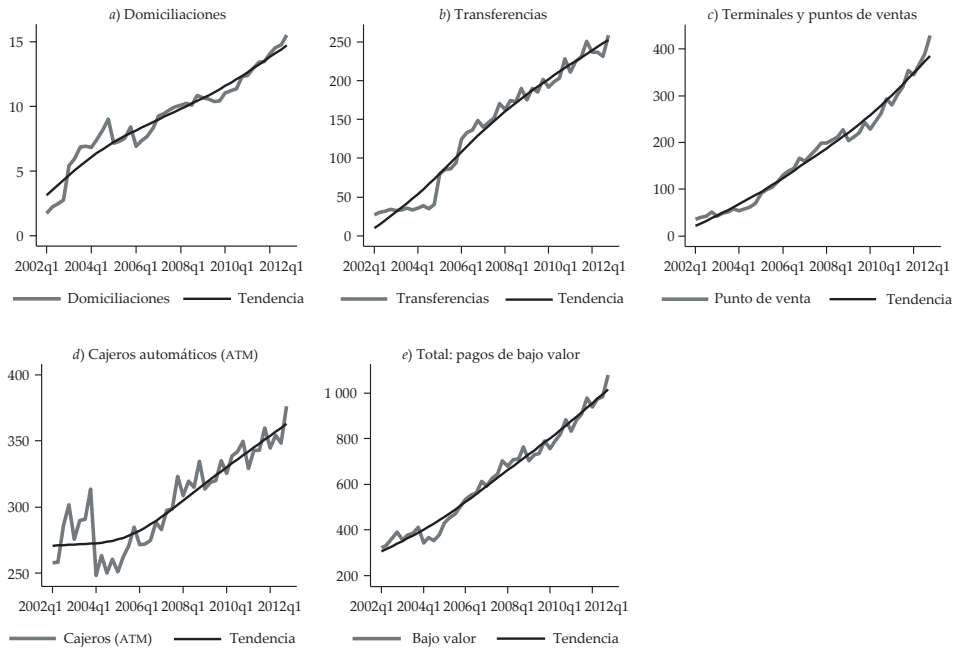 a) Domiciliaciones
15
10
5
0
2002q1 2004q1 2006q1 2008q1 2010q1 2012q1
Domiciliaciones Tendencia
b) Transferencias
250
200
150
100
50
0
2002q1 2004q1 2006q1 2008q1 2010q1 2012q1
Transferencias Tendencia
c) Terminales y puntos de ventas
400
300
200
100
0
2002q1 2004q1 2006q1 2008q1 2010q1 2012q1
Punto de venta Tendencia
d) Cajeros automáticos (ATM)
400
350
300
250
2002q1 2004q1 2006q1 2008q1 2010q1 2012q1
Cajeros (ATM) Tendencia
e) Total: pagos de bajo valor
1 000
800
600
400
200
2002q1 2004q1 2006q1 2008q1 2010q1 2012q1
Bajo valor Tendencia